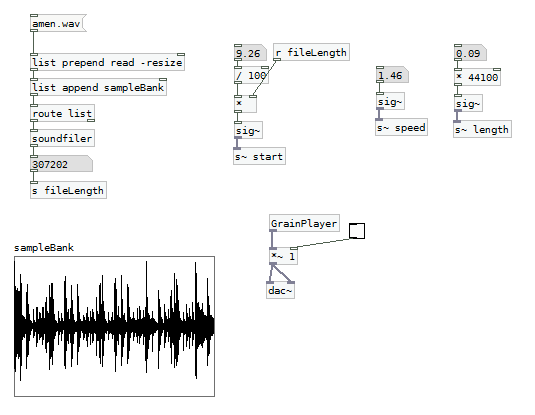 amen.wav
list prepend read -resize
list append sampleBank
route list
soundfiler
307202
s fileLength
9.26
r fileLength
/ 100
*
sig~
s~ start
1.46
sig~
s~ speed
0.09
* 44100
sig~
s~ length
GrainPlayer
*~ 1
dac~
sampleBank